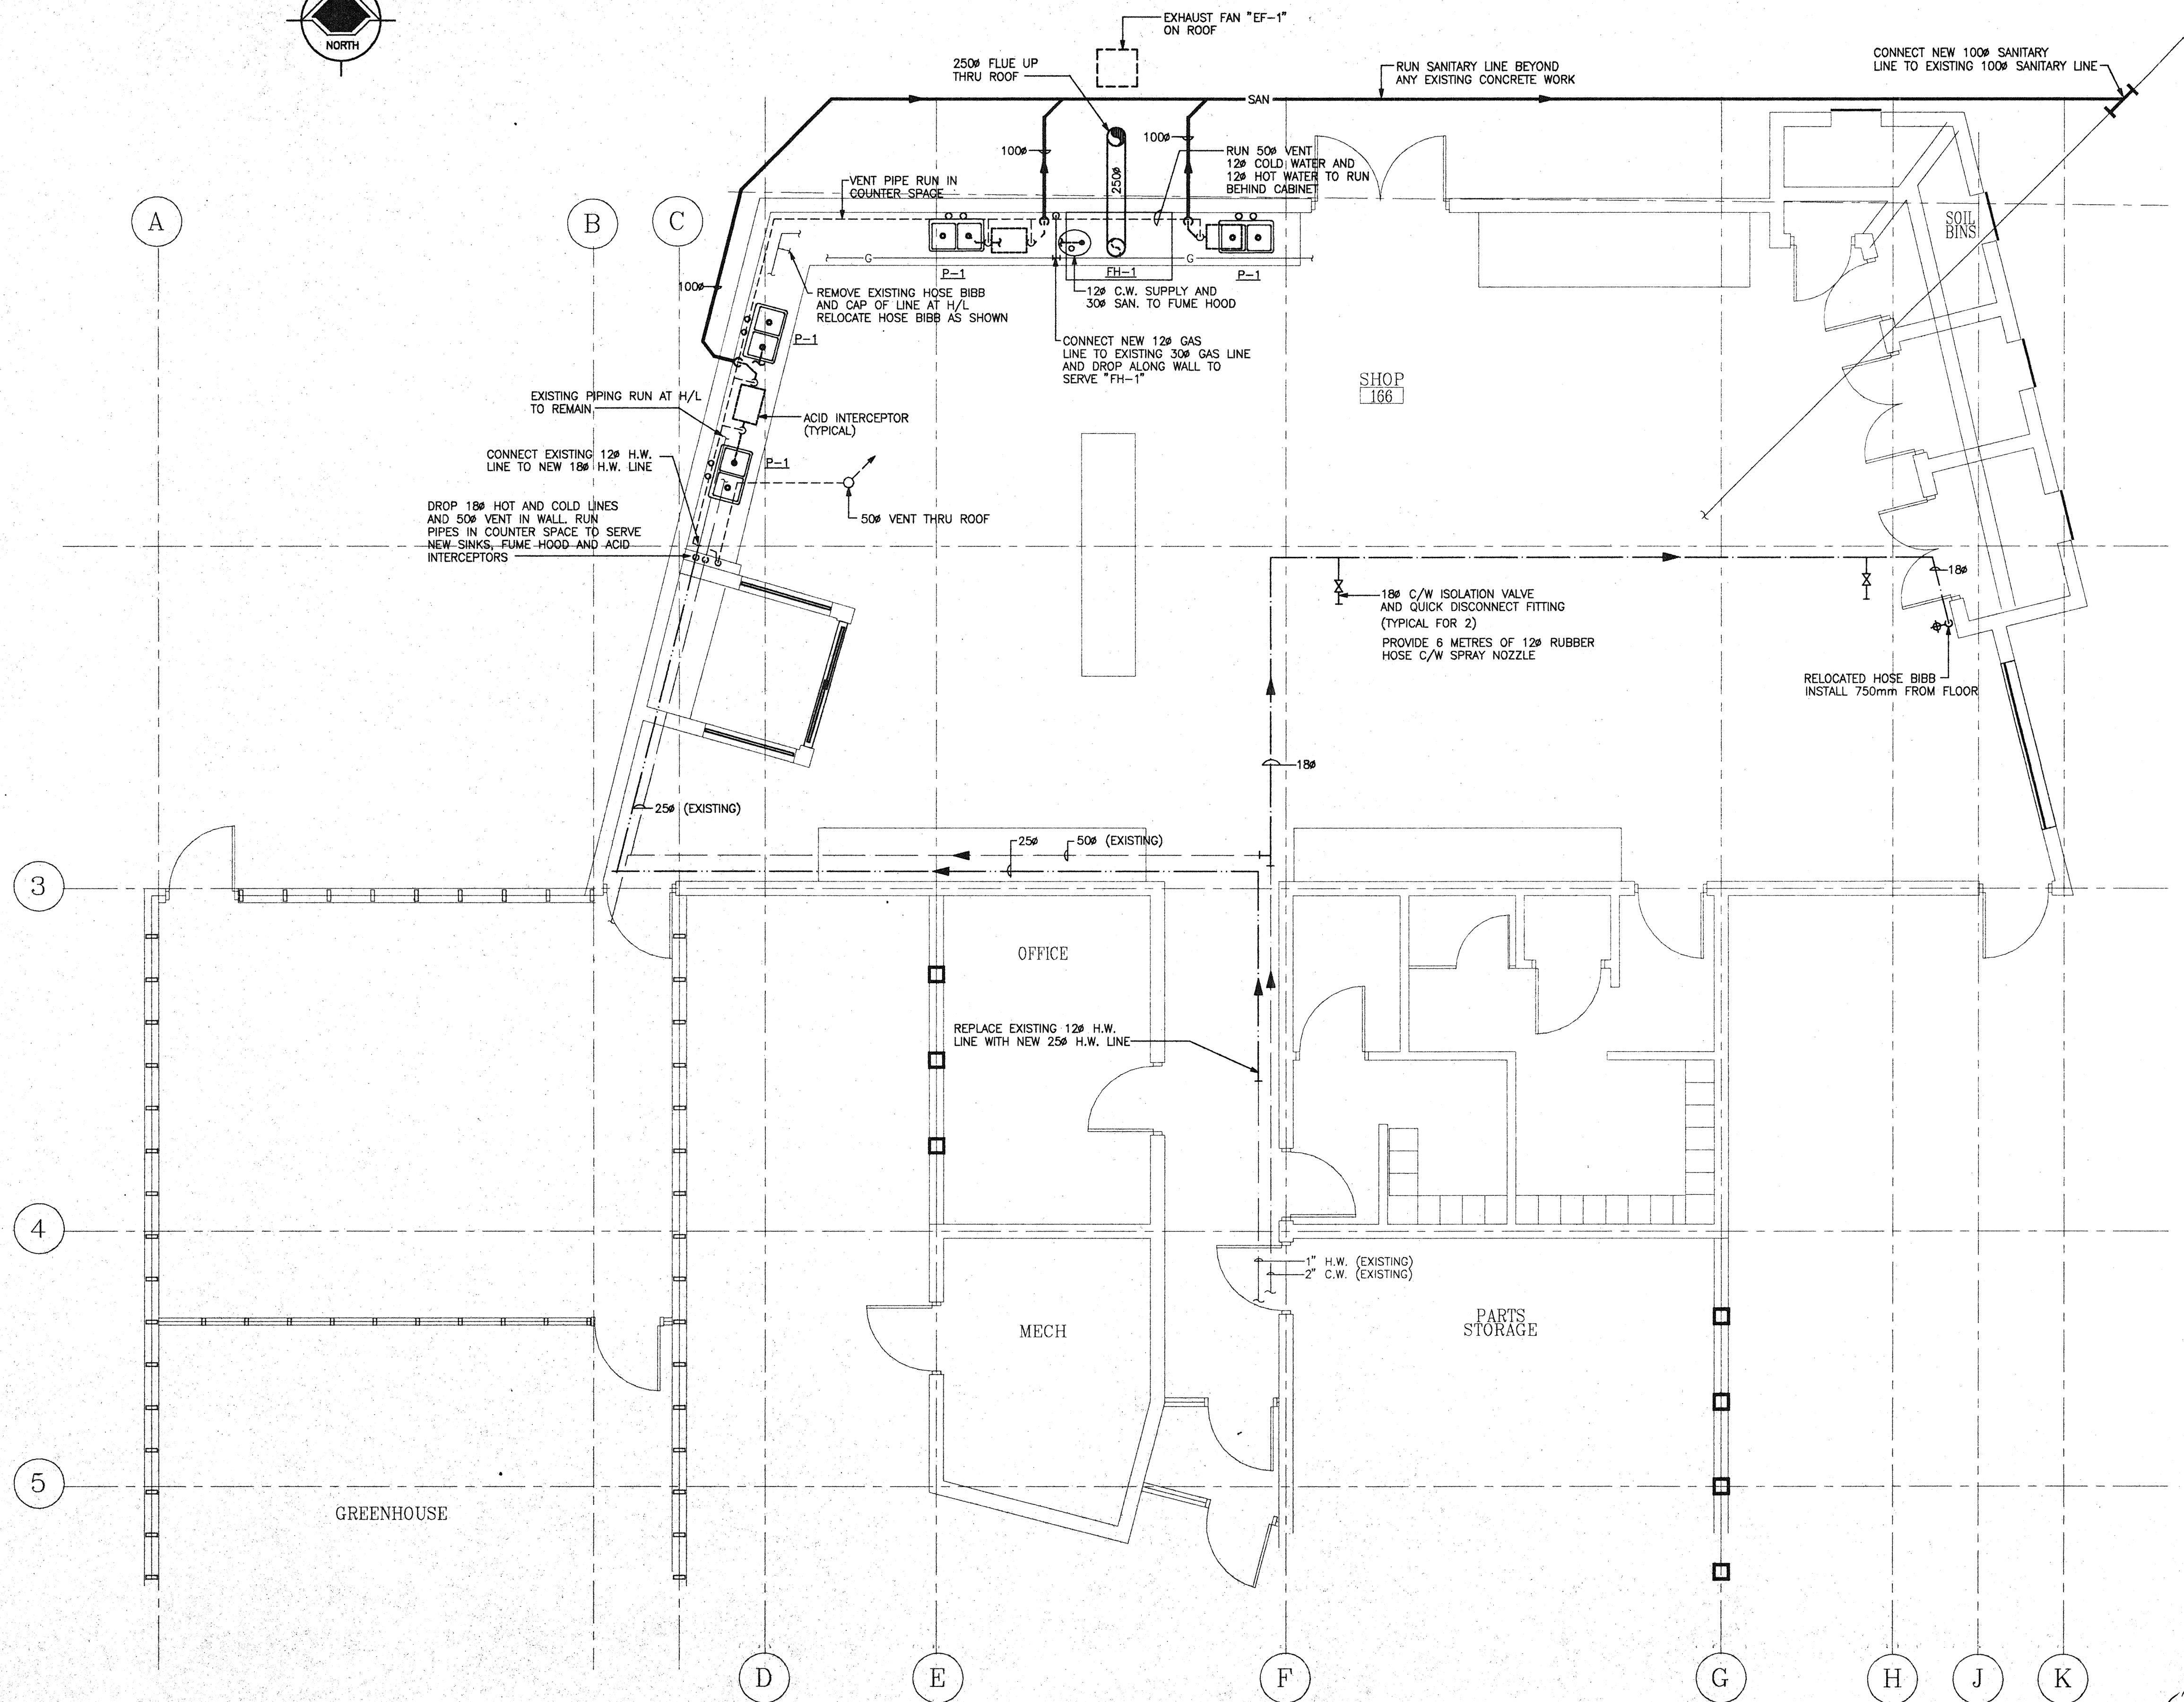 NORTH
EXHAUST FAN "EF-1"
ON ROOF
250ø FLUE UP
THRU ROOF
RUN SANITARY LINE BEYOND
ANY EXISTING CONCRETE WORK
CONNECT NEW 100ø SANITARY
LINE TO EXISTING 100ø SANITARY LINE
SAN
100ø
100ø
250ø
RUN 50ø VENT
12ø COLD WATER AND
12ø HOT WATER TO RUN
BEHIND CABINET
VENT PIPE RUN IN
COUNTER SPACE
A
B
C
SOIL
BINS
G
G
P-1
FH-1
P-1
100ø
REMOVE EXISTING HOSE BIBB
AND CAP OF LINE AT H/L
RELOCATE HOSE BIBB AS SHOWN
12ø C.W. SUPPLY AND
30ø SAN. TO FUME HOOD
P-1
CONNECT NEW 12ø GAS
LINE TO EXISTING 30ø GAS LINE
AND DROP ALONG WALL TO
SERVE "FH-1"
SHOP
166
EXISTING PIPING RUN AT H/L
TO REMAIN
ACID INTERCEPTOR
(TYPICAL)
CONNECT EXISTING 12ø H.W.
LINE TO NEW 18ø H.W. LINE
P-1
DROP 18ø HOT AND COLD LINES
AND 50ø VENT IN WALL. RUN
PIPES IN COUNTER SPACE TO SERVE
NEW SINKS, FUME HOOD AND ACID
INTERCEPTORS
50ø VENT THRU ROOF
18ø
18ø C/W ISOLATION VALVE
AND QUICK DISCONNECT FITTING
(TYPICAL FOR 2)
PROVIDE 6 METRES OF 12ø RUBBER
HOSE C/W SPRAY NOZZLE
RELOCATED HOSE BIBB
INSTALL 750mm FROM FLOOR
18ø
25ø (EXISTING)
25ø
50ø (EXISTING)
3
OFFICE
REPLACE EXISTING 12ø H.W.
LINE WITH NEW 25ø H.W. LINE
4
1" H.W. (EXISTING)
2" C.W. (EXISTING)
MECH
PARTS
STORAGE
5
GREENHOUSE
D
E
F
G
H
J
K